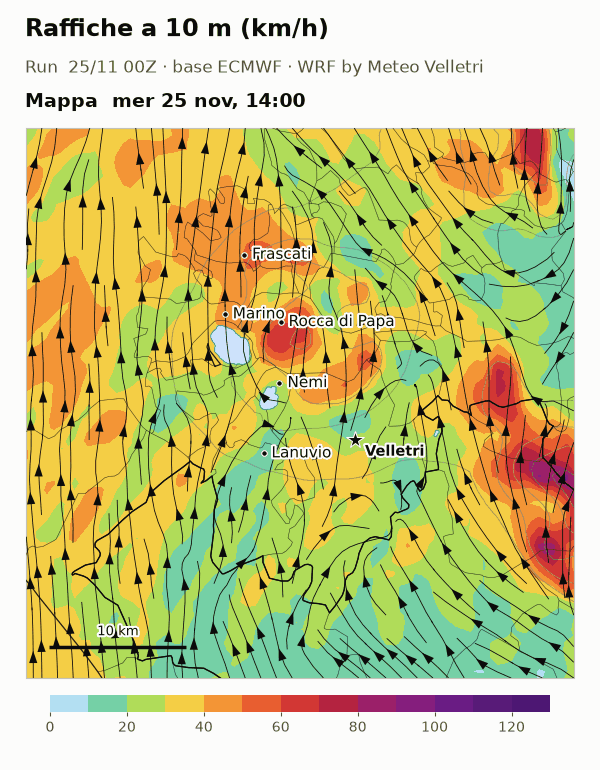 Raffiche a 10 m (km/h)
Run  25/11 00Z · base ECMWF · WRF by Meteo Velletri
Mappa  mer 25 nov, 14:00
Frascati
Marino
Rocca di Papa
Nemi
Velletri
Lanuvio
10 km
0 20 40 60 80 100 120